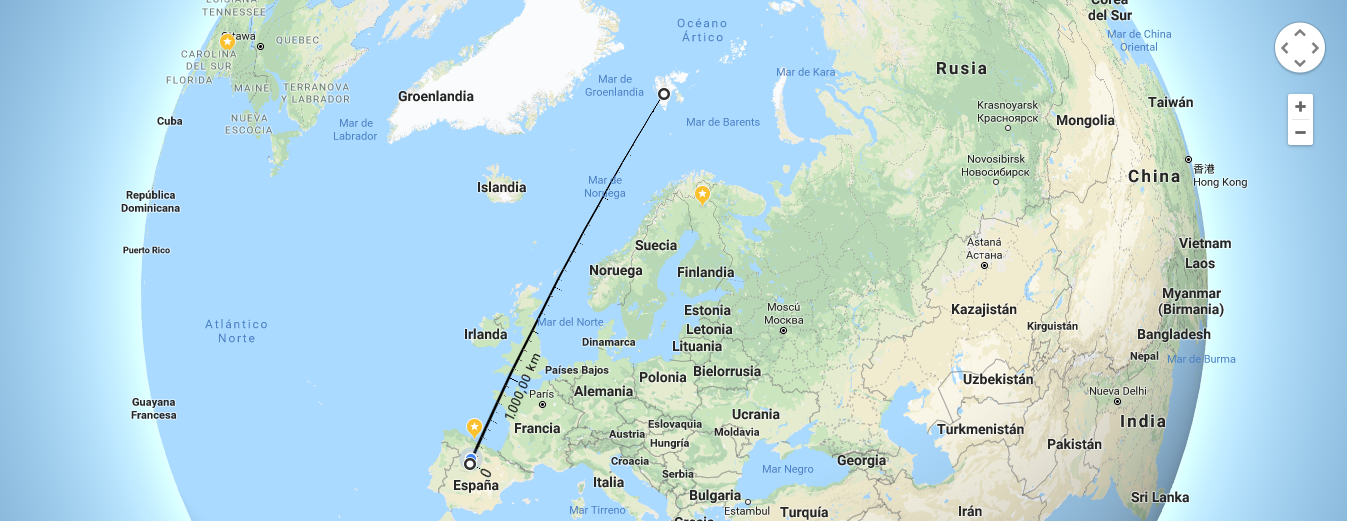 LUISIANA
TENNESSEE
Ottawa
QUEBEC
CAROLINA
DEL SUR
FLORIDA
MAINE
TERRANOVA
Y LABRADOR
NUEVA
ESCOCIA
Cuba
Mar de
Labrador
Groenlandia
Océano
Ártico
Mar de
Groenlandia
Mar de Kara
Mar de Barents
Rusia
Corea
del Sur
Mar de China
Oriental
Krasnoyarsk
Красноярск
Mongolia
Taiwán
Novosibirsk
Новосибирск
China
香港
Hong Kong
República
Dominicana
Puerto Rico
Islandia
Mar de
Noruega
Suecia
Noruega
Finlandia
Astaná
Астана
Vietnam
Laos
Myanmar
(Birmania)
Atlántico
Norte
Irlanda
Mar del Norte
Dinamarca
Estonia
Letonia
Lituania
Moscú
Москва
Kazajistán
Kirguistán
Bangladesh
Nepal
Mar de Burma
Países Bajos
Polonia
Bielorrusia
Uzbekistán
Alemania
París
1.000,00 km
Nueva Delhi
India
Guayana
Francesa
Francia
Eslovaquia
Ucrania
Austria
Hungría
Moldavia
Turkmenistán
Pakistán
Croacia
Serbia
Georgia
Mar Negro
0
España
Italia
Bulgaria
Estambul
Turquía
Irán
Sri Lanka
Mar Tirreno
Grecia
+
−